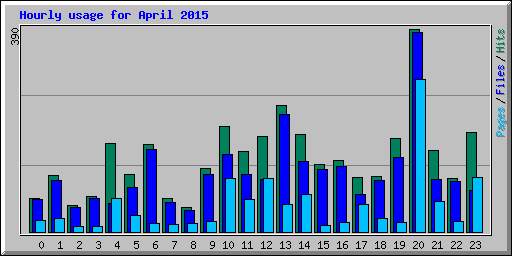 Hourly usage for April 2015
390
Pages / Files / Hits
0 1 2 3 4 5 6 7 8 9 10 11 12 13 14 15 16 17 18 19 20 21 22 23